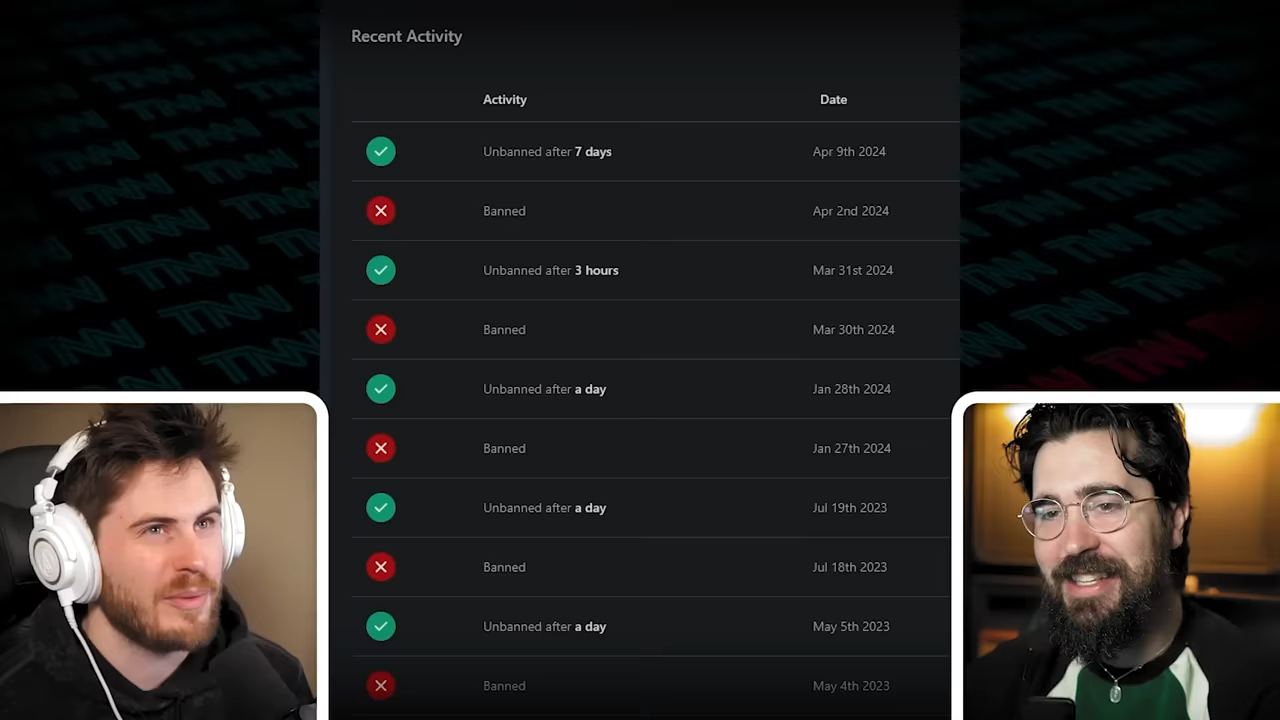 Recent Activity
Activity Date
Unbanned after 7 days Apr 9th 2024
Banned Apr 2nd 2024
Unbanned after 3 hours Mar 31st 2024
Banned Mar 30th 2024
Unbanned after a day Jan 28th 2024
Banned Jan 27th 2024
Unbanned after a day Jul 19th 2023
Banned Jul 18th 2023
Unbanned after a day May 5th 2023
Banned May 4th 2023